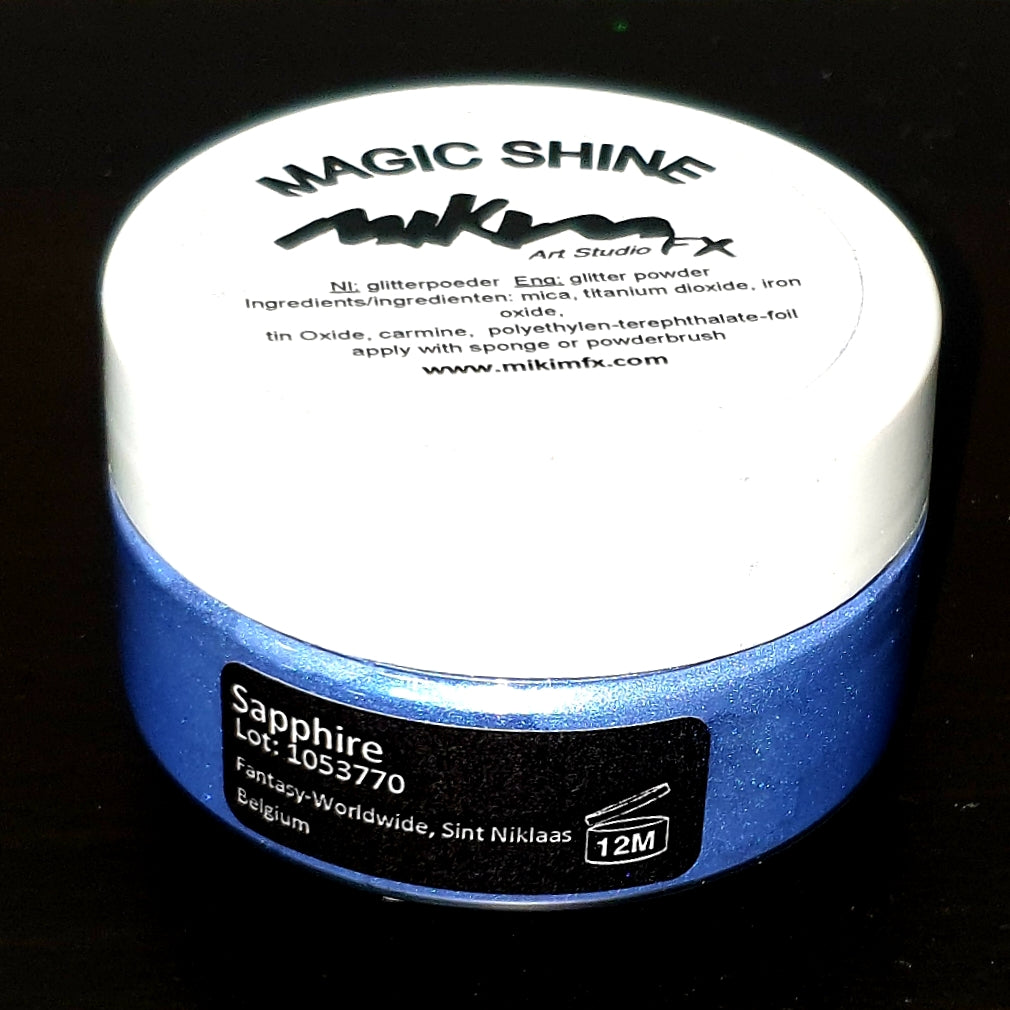 MAGIC SHINE
mikim FX
Art Studio
Nl: glitterpoeder Eng: glitter powder
Ingredients/ingredienten: mica, titanium dioxide, iron
oxide,
tin Oxide, carmine, polyethylen-terephthalate-foil
apply with sponge or powderbrush
www.mikimfx.com
Sapphire
Lot: 1053770
Fantasy-Worldwide, Sint Niklaas
Belgium
12M